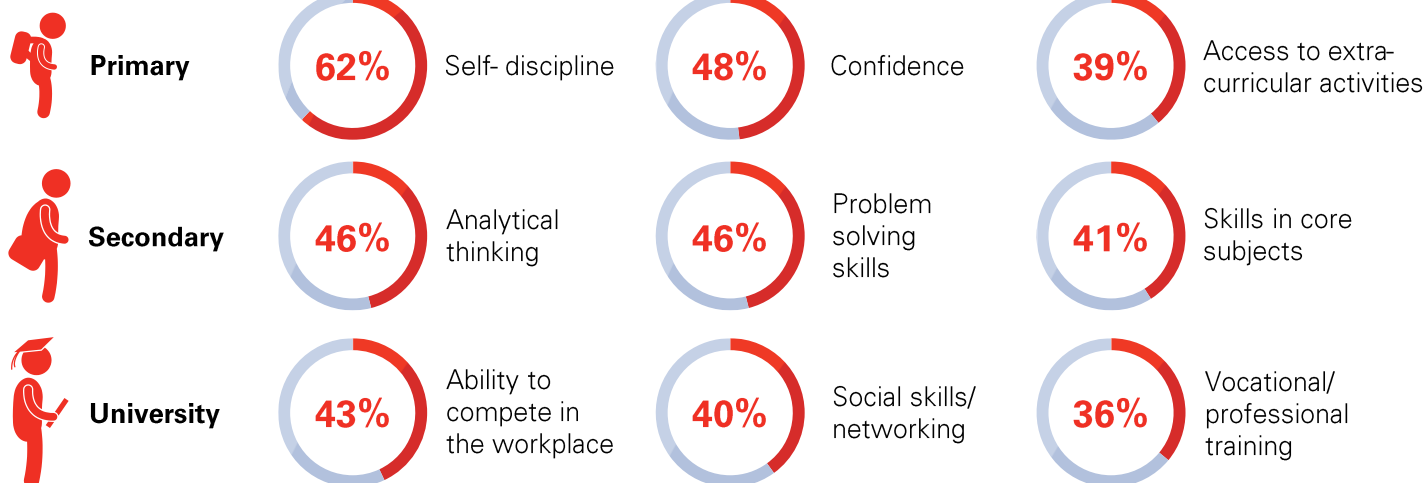 Primary
62%
Self- discipline
48%
Confidence
39%
Access to extra-
curricular activities
Secondary
46%
Analytical
thinking
46%
Problem
solving
skills
41%
Skills in core
subjects
University
43%
Ability to
compete in
the workplace
40%
Social skills/
networking
36%
Vocational/
professional
training